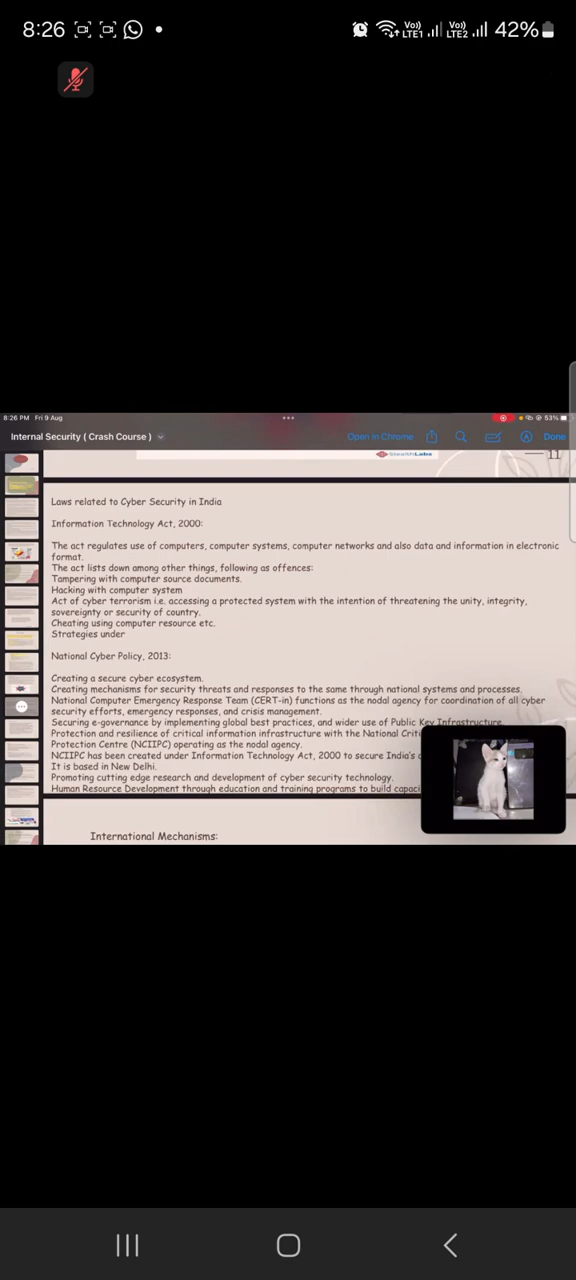 8:26
Vo)) LTE1
Vo)) LTE2
42%
8:26 PM Fri 9 Aug
53%
Internal Security ( Crash Course )
Open in Chrome
Done
StealthLabs
11
Laws related to Cyber Security in India
Information Technology Act, 2000:
The act regulates use of computers, computer systems, computer networks and also data and information in electronic
format.
The act lists down among other things, following as offences:
Tampering with computer source documents.
Hacking with computer system
Act of cyber terrorism i.e. accessing a protected system with the intention of threatening the unity, integrity,
sovereignty or security of country.
Cheating using computer resource etc.
Strategies under
National Cyber Policy, 2013:
Creating a secure cyber ecosystem.
Creating mechanisms for security threats and responses to the same through national systems and processes.
National Computer Emergency Response Team (CERT-in) functions as the nodal agency for coordination of all cyber
security efforts, emergency responses, and crisis management.
Securing e-governance by implementing global best practices, and wider use of Public Key Infrastructure.
Protection and resilience of critical information infrastructure with the National
Protection Centre (NCIIPC) operating as the nodal agency.
NCIIPC has been created under Information Technology Act, 2000 to secure India's
It is based in New Delhi.
Promoting cutting edge research and development of cyber security technology.
Human Resource Development through education and training programs to build
International Mechanisms: